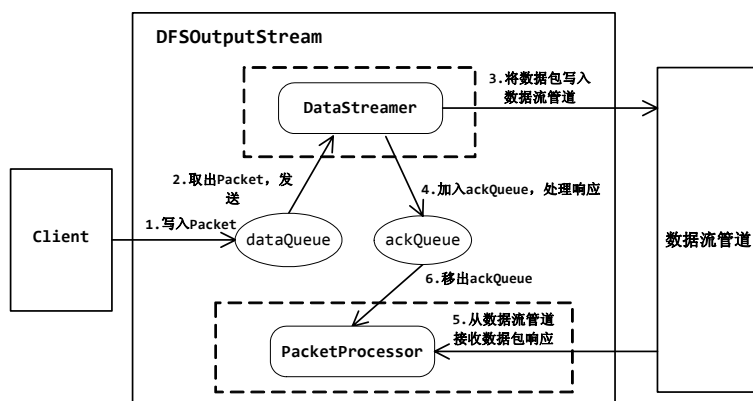 DFSOutputStream
DataStreamer
3.将数据包写入
数据流管道
2.取出Packet，发
送
4.加入ackQueue，处理响应
1.写入Packet
Client
dataQueue
ackQueue
数据流管道
6.移出ackQueue
5.从数据流管道
接收数据包响应
PacketProcessor